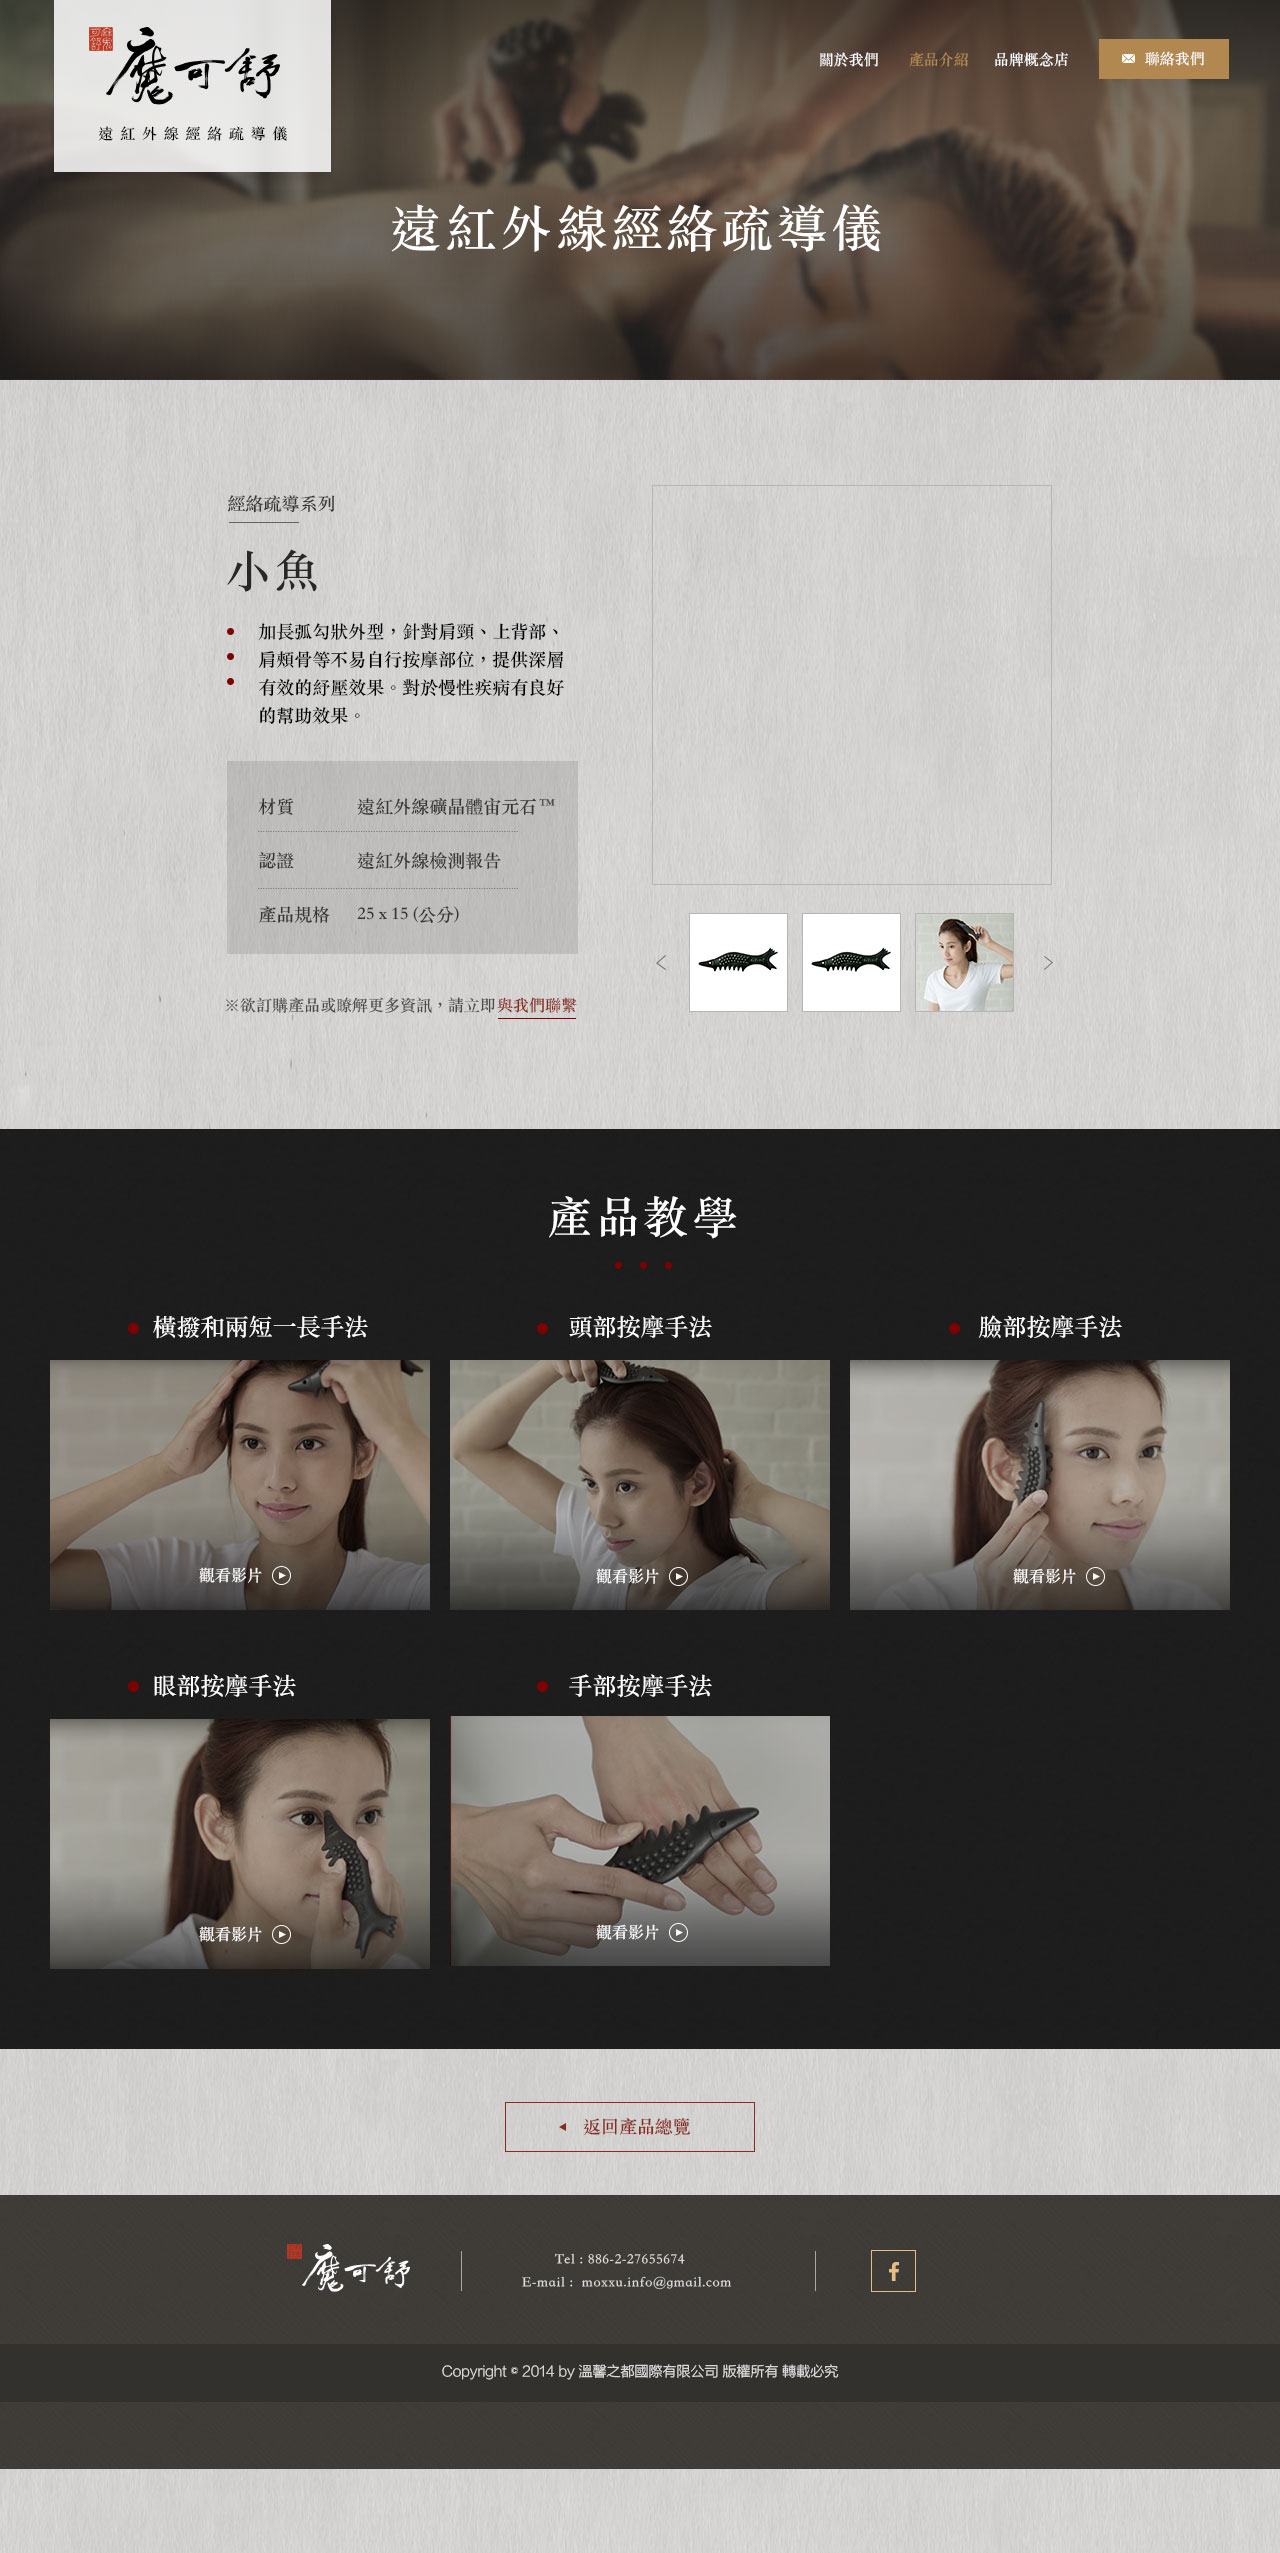 魔可舒
遠紅外線經絡疏導儀
關於我們 產品介紹 品牌概念店 聯絡我們
遠紅外線經絡疏導儀
經絡疏導系列
小魚
加長弧勾狀外型，針對肩頸、上背部、
肩頰骨等不易自行按摩部位，提供深層
有效的紓壓效果。對於慢性疾病有良好
的幫助效果。
材質 遠紅外線礦晶體宙元石™
認證 遠紅外線檢測報告
產品規格 25 x 15 (公分)
※欲訂購產品或瞭解更多資訊，請立即與我們聯繫
產品教學
橫撥和兩短一長手法 頭部按摩手法 臉部按摩手法
觀看影片 觀看影片 觀看影片
眼部按摩手法 手部按摩手法
觀看影片 觀看影片
返回產品總覽
魔可舒
Tel : 886-2-27655674
E-mail : moxxu.info@gmail.com
f
Copyright © 2014 by 溫馨之都國際有限公司 版權所有 轉載必究